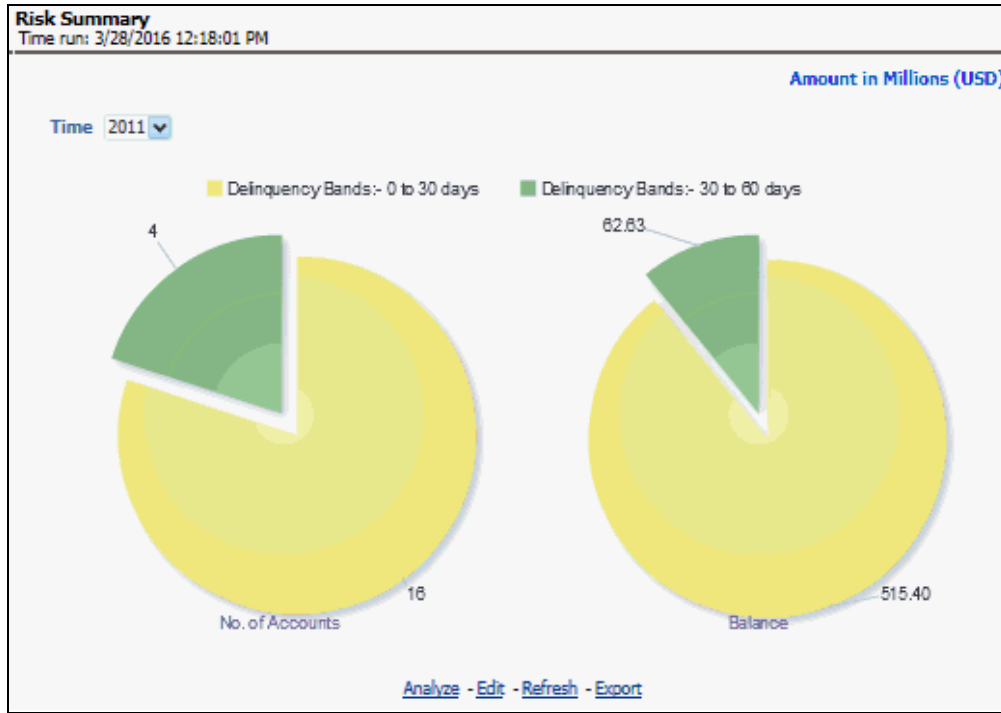 Risk Summary
Time run: 3/28/2016 12:18:01 PM
Amount in Millions (USD)
Time 2011
Delinquency Bands:- 0 to 30 days Delinquency Bands:- 30 to 60 days
4
62.63
16
515.40
No. of Accounts
Balance
Analyze - Edit - Refresh - Export